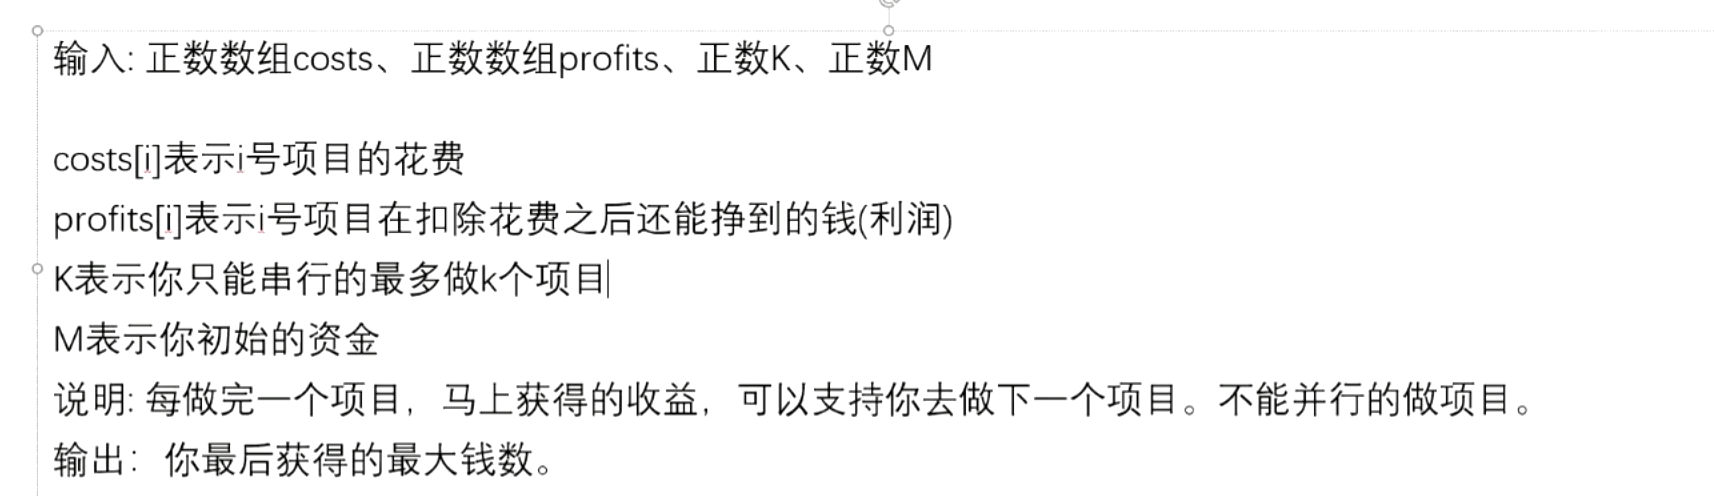 输入: 正数数组costs、正数数组profits、正数K、正数M
costs[i]表示i号项目的花费
profits[i]表示i号项目在扣除花费之后还能挣到的钱(利润)
K表示你只能串行的最多做k个项目
M表示你初始的资金
说明: 每做完一个项目，马上获得的收益，可以支持你去做下一个项目。不能并行的做项目。
输出：你最后获得的最大钱数。